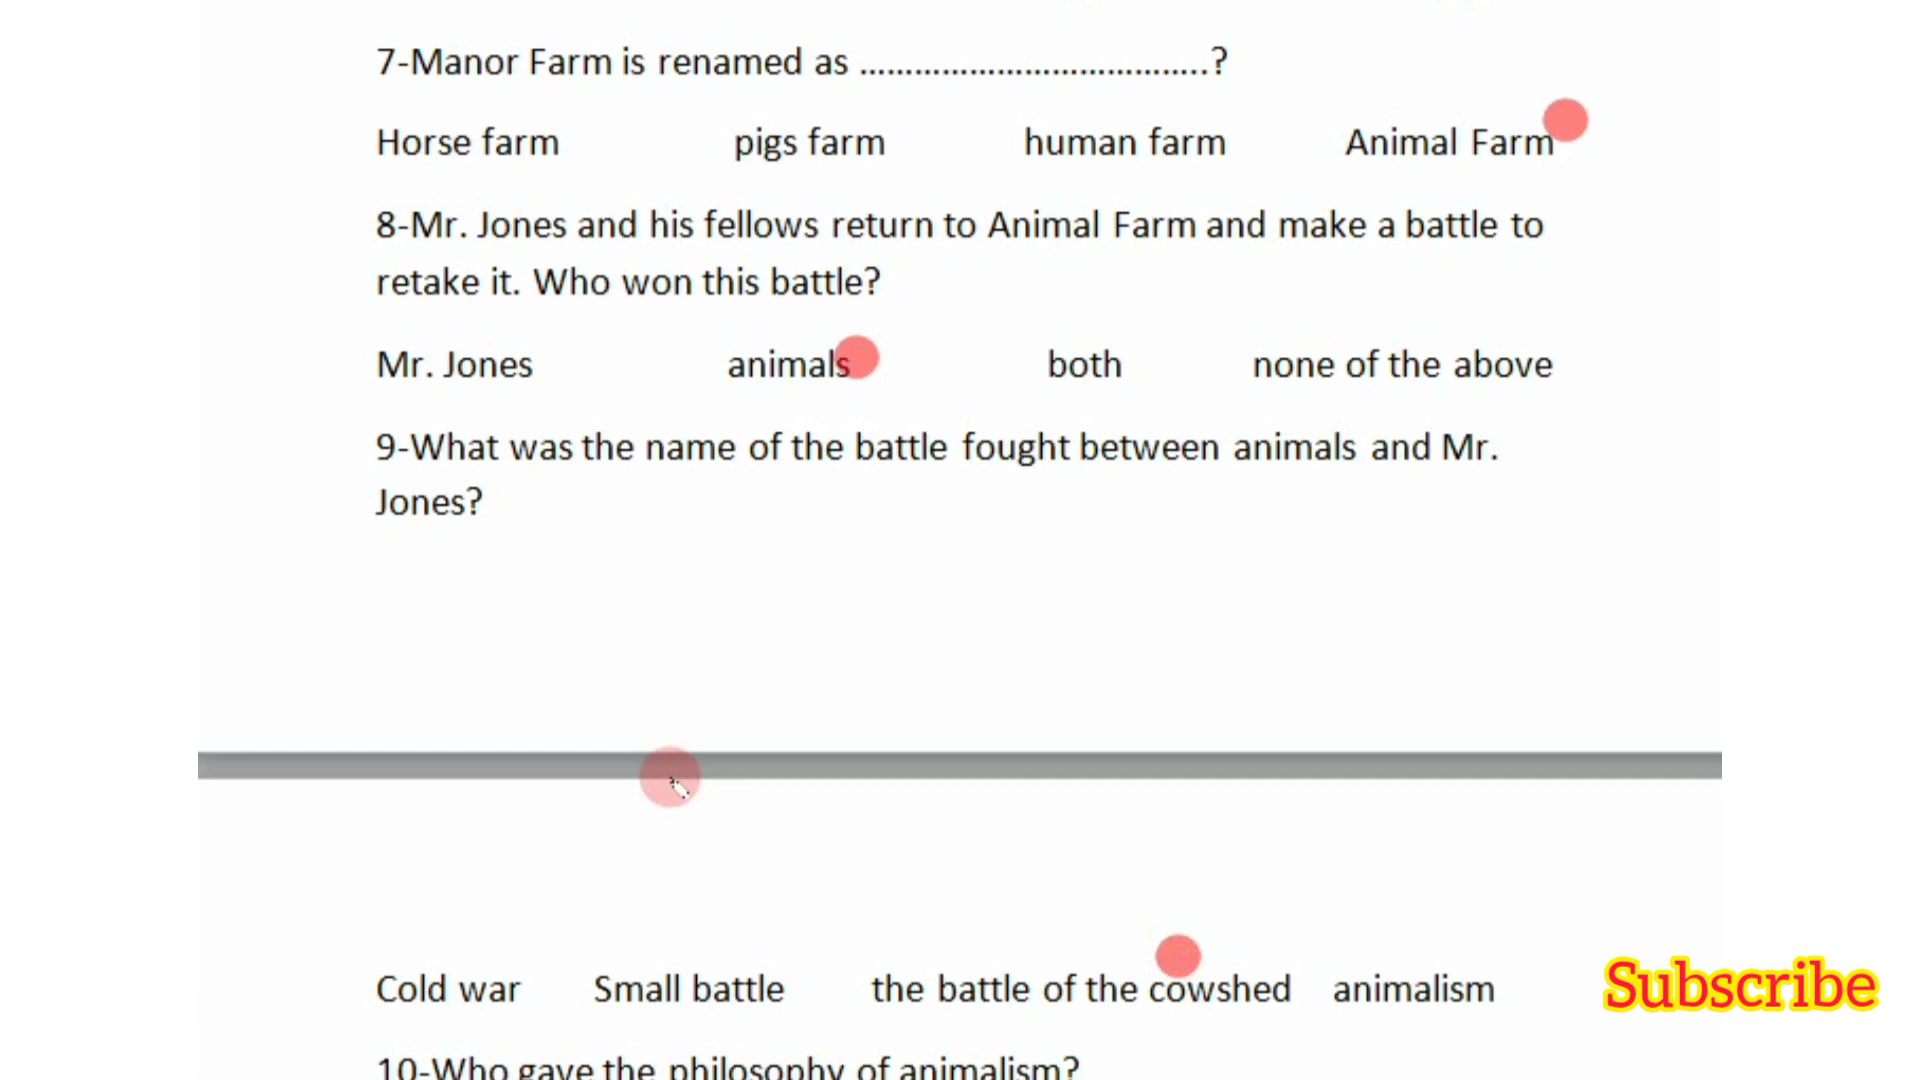 7-Manor Farm is renamed as ......................................?
Horse farm pigs farm human farm Animal Farm
8-Mr. Jones and his fellows return to Animal Farm and make a battle to
retake it. Who won this battle?
Mr. Jones animals both none of the above
9-What was the name of the battle fought between animals and Mr.
Jones?
Cold war Small battle the battle of the cowshed animalism
Subscribe
10-Who gave the philosophy of animalism?